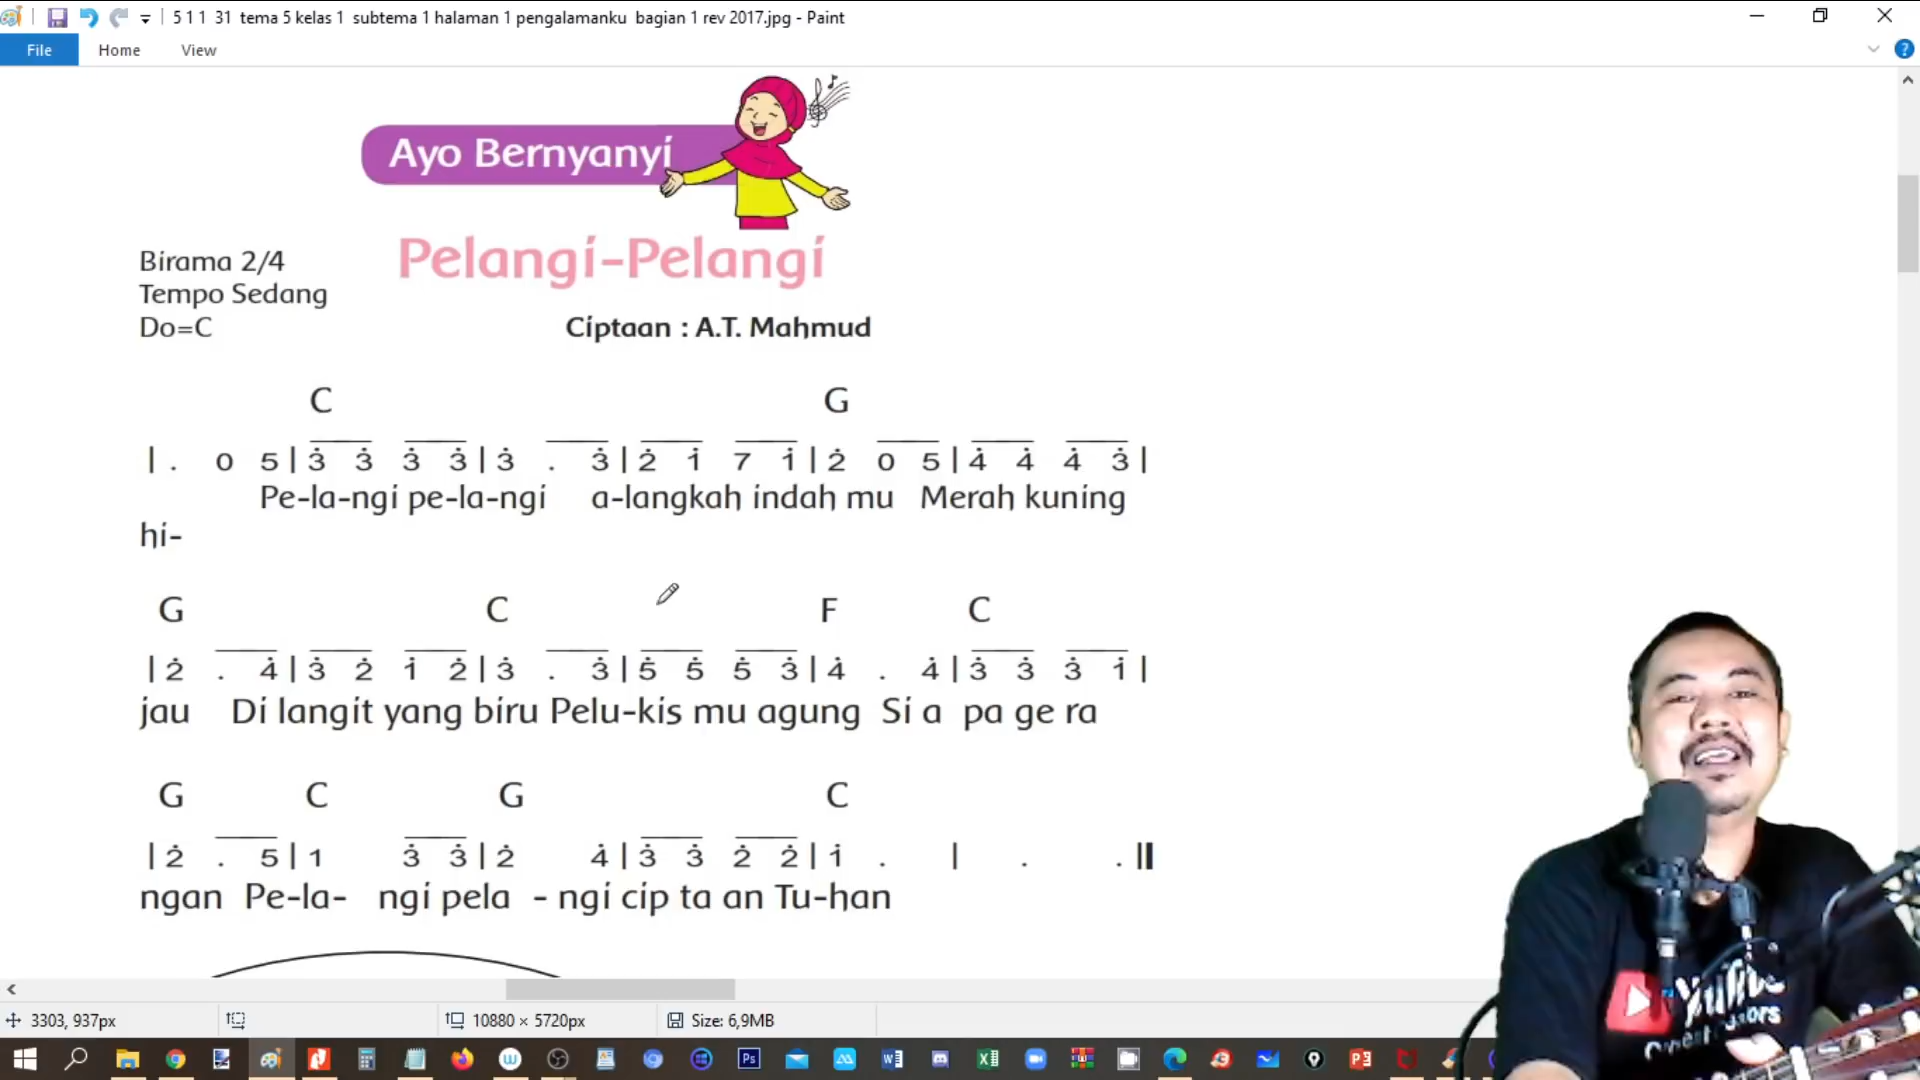 5 1 1 31 tema 5 kelas 1 subtema 1 halaman 1 pengalamanku bagian 1 rev 2017.jpg - Paint
File Home View
Ayo Bernyanyi
Pelangi-Pelangi
Birama 2/4
Tempo Sedang
Do=C
Ciptaan : A.T. Mahmud
C G
| . 0 5 | 3̇ 3̇ 3̇ 3̇ | 3̇ . 3̇ | 2̇ 1̇ 7 1̇ | 2̇ 0 5 | 4̇ 4̇ 4̇ 3̇ |
Pe-la-ngi pe-la-ngi a-langkah indah mu Merah kuning
hi-
G C F C
| 2̇ . 4̇ | 3̇ 2̇ 1̇ 2̇ | 3̇ . 3̇ | 5̇ 5̇ 5̇ 3̇ | 4̇ . 4̇ | 3̇ 3̇ 3̇ 1̇ |
jau Di langit yang biru Pelu-kis mu agung Si a pa ge ra
G C G C
| 2̇ . 5 | 1 3̇ 3̇ | 2̇ 4̇ | 3̇ 3̇ 2̇ 2̇ | 1̇ . | . . ||
ngan Pe-la- ngi pela - ngi cip ta an Tu-han
3303, 937px 10880 × 5720px Size: 6,9MB
YouTube